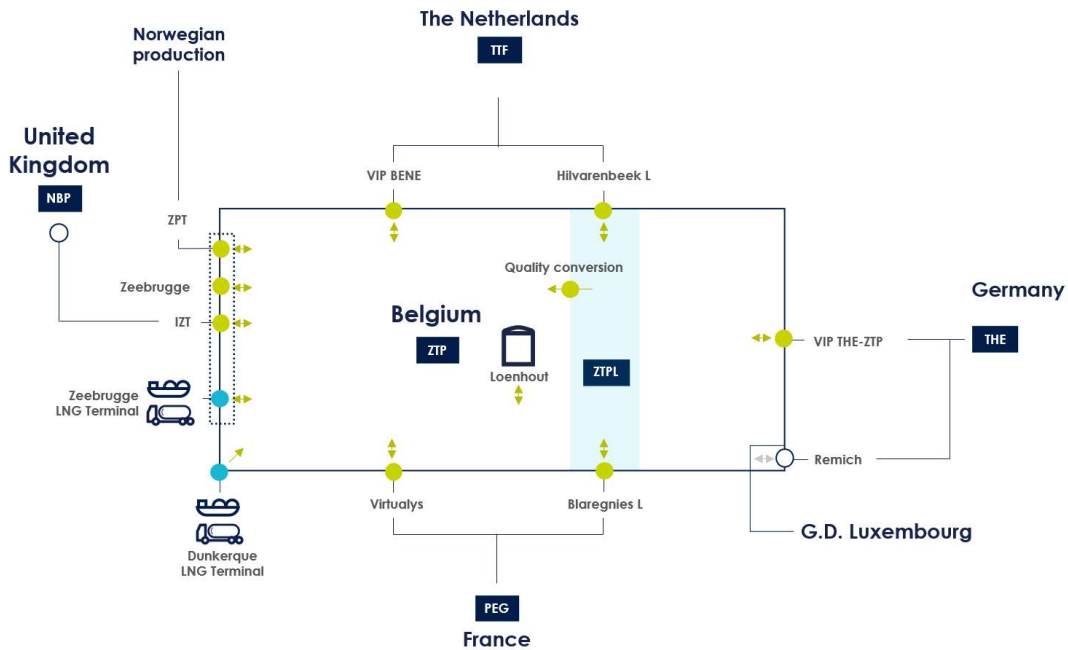 The Netherlands
TTF
Norwegian
production
United
Kingdom
NBP
VIP BENE
Hilvarenbeek L
ZPT
Quality conversion
Zeebrugge
Germany
Belgium
IZT
THE
VIP THE-ZTP
ZTP
Loenhout
ZTPL
Zeebrugge
LNG Terminal
Remich
Virtualys
Blaregnies L
G.D. Luxembourg
Dunkerque
LNG Terminal
PEG
France